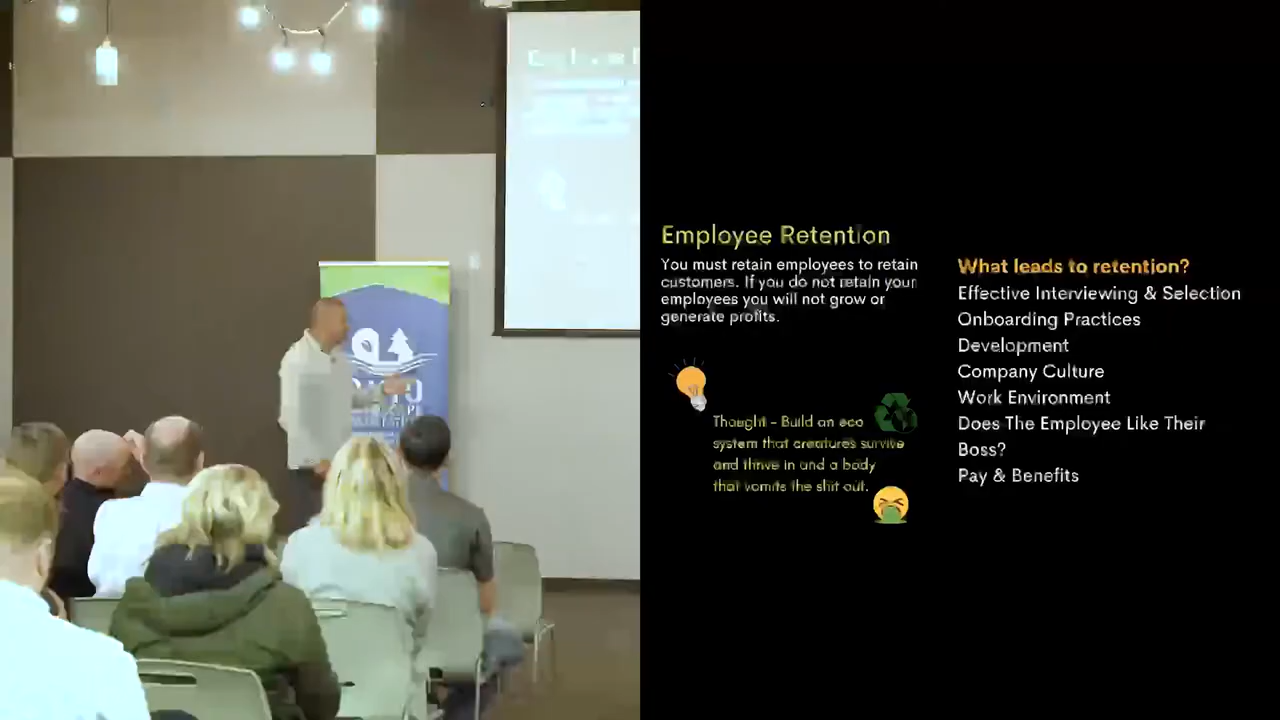 Employee Retention
You must retain employees to retain
customers. If you do not retain your
employees you will not grow or
generate profits.
Thought - Build an eco
system that creatures survive
and thrive in and a body
that vomits the shit out.
What leads to retention?
Effective Interviewing & Selection
Onboarding Practices
Development
Company Culture
Work Environment
Does The Employee Like Their
Boss?
Pay & Benefits